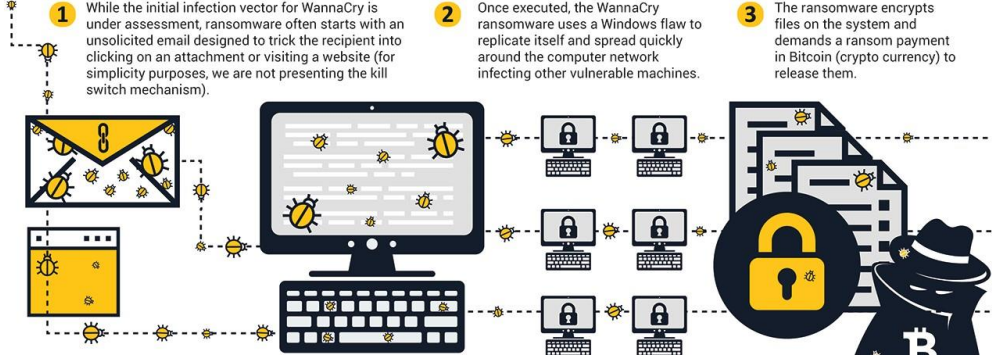 1
While the initial infection vector for WannaCry is
under assessment, ransomware often starts with an
unsolicited email designed to trick the recipient into
clicking on an attachment or visiting a website (for
simplicity purposes, we are not presenting the kill
switch mechanism).
2
Once executed, the WannaCry
ransomware uses a Windows flaw to
replicate itself and spread quickly
around the computer network
infecting other vulnerable machines.
3
The ransomware encrypts
files on the system and
demands a ransom payment
in Bitcoin (crypto currency) to
release them.